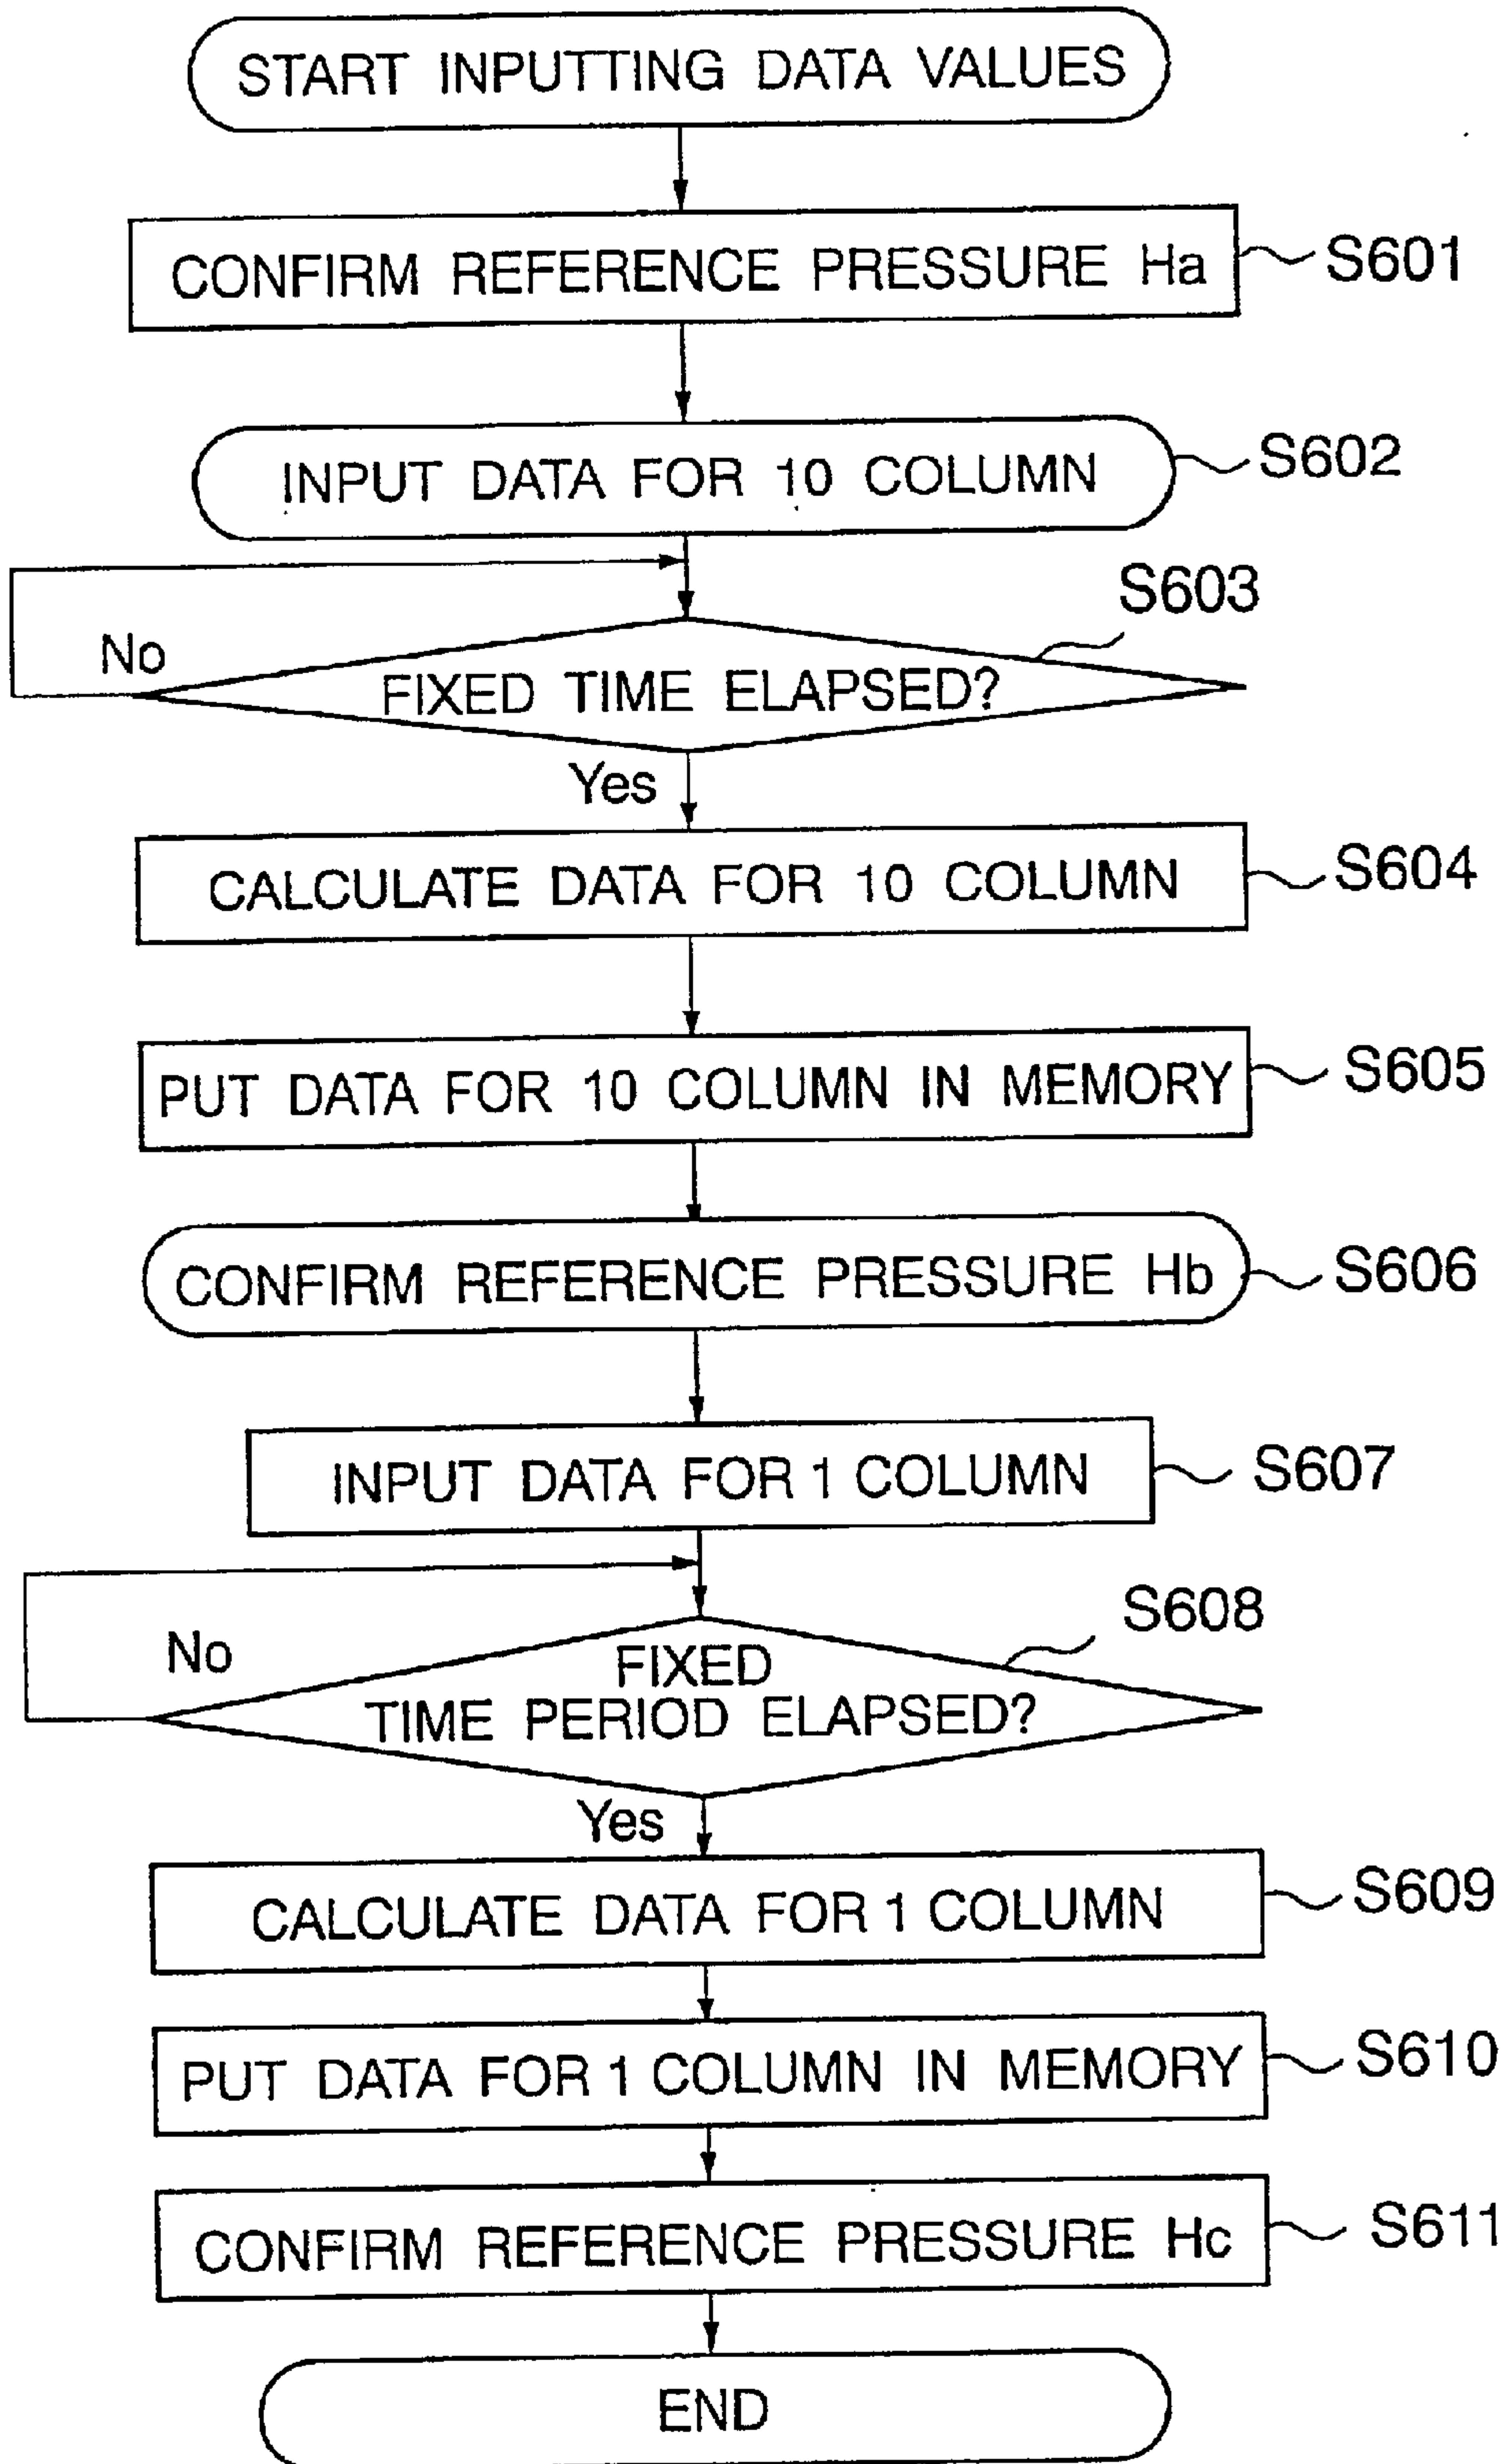 START INPUTTING DATA VALUES
CONFIRM REFERENCE PRESSURE Ha
S601
INPUT DATA FOR 10 COLUMN
S602
S603
No
FIXED TIME ELAPSED?
Yes
CALCULATE DATA FOR 10 COLUMN
S604
PUT DATA FOR 10 COLUMN IN MEMORY
S605
CONFIRM REFERENCE PRESSURE Hb
S606
INPUT DATA FOR 1 COLUMN
S607
S608
No
FIXED
TIME PERIOD ELAPSED?
Yes
CALCULATE DATA FOR 1 COLUMN
S609
PUT DATA FOR 1 COLUMN IN MEMORY
S610
CONFIRM REFERENCE PRESSURE Hc
S611
END